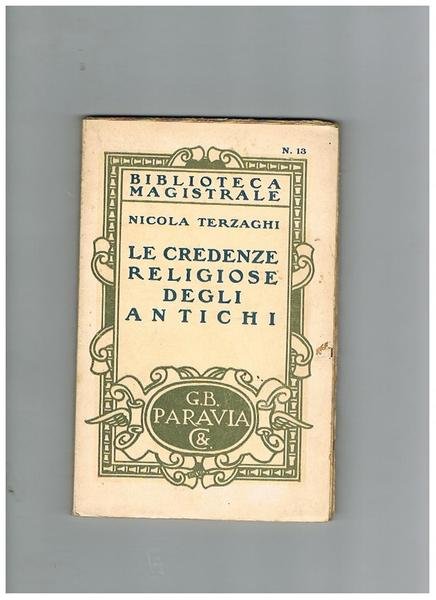 N. 13
BIBLIOTECA
MAGISTRALE
NICOLA TERZAGHI
LE CREDENZE
RELIGIOSE
DEGLI
ANTICHI
G.B.
PARAVIA
& C.